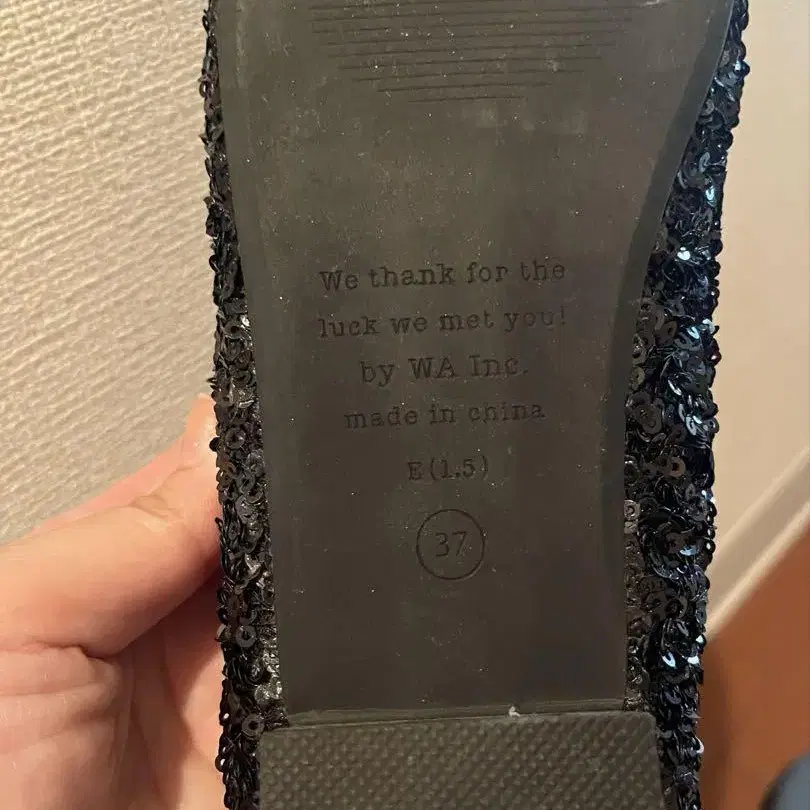 We thank for the
luck we met you!
by WA Inc.
made in china
E(1.5)
37